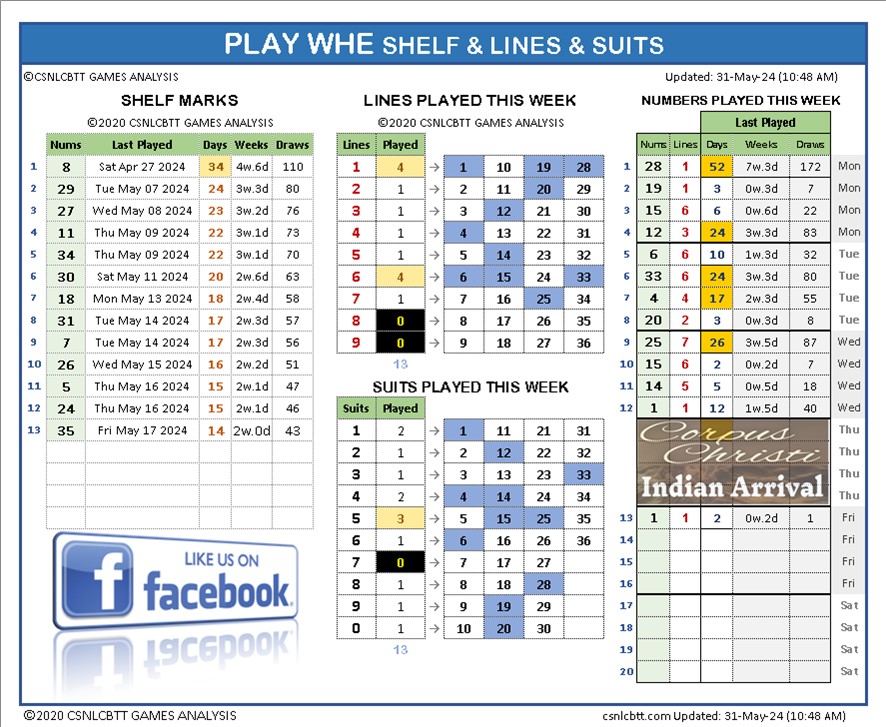 PLAY WHE SHELF & LINES & SUITS
©CSNLCBTT GAMES ANALYSIS
Updated: 31-May-24 (10:48 AM)
SHELF MARKS
©2020 CSNLCBTT GAMES ANALYSIS
Nums Last Played Days Weeks Draws
1 8 Sat Apr 27 2024 34 4w.6d 110
2 29 Tue May 07 2024 24 3w.3d 80
3 27 Wed May 08 2024 23 3w.2d 76
4 11 Thu May 09 2024 22 3w.1d 73
5 34 Thu May 09 2024 22 3w.1d 70
6 30 Sat May 11 2024 20 2w.6d 63
7 18 Mon May 13 2024 18 2w.4d 58
8 31 Tue May 14 2024 17 2w.3d 57
9 7 Tue May 14 2024 17 2w.3d 56
10 26 Wed May 15 2024 16 2w.2d 51
11 5 Thu May 16 2024 15 2w.1d 47
12 24 Thu May 16 2024 15 2w.1d 46
13 35 Fri May 17 2024 14 2w.0d 43
LIKE US ON
facebook.
LINES PLAYED THIS WEEK
©2020 CSNLCBTT GAMES ANALYSIS
Lines Played
1 4 → 1 10 19 28
2 1 → 2 11 20 29
3 1 → 3 12 21 30
4 1 → 4 13 22 31
5 1 → 5 14 23 32
6 4 → 6 15 24 33
7 1 → 7 16 25 34
8 0 → 8 17 26 35
9 0 → 9 18 27 36
13
SUITS PLAYED THIS WEEK
Suits Played
1 2 → 1 11 21 31
2 1 → 2 12 22 32
3 1 → 3 13 23 33
4 2 → 4 14 24 34
5 3 → 5 15 25 35
6 1 → 6 16 26 36
7 0 → 7 17 27
8 1 → 8 18 28
9 1 → 9 19 29
0 1 → 10 20 30
13
NUMBERS PLAYED THIS WEEK
Last Played
Nums Lines Days Weeks Draws
1 28 1 52 7w.3d 172 Mon
2 19 1 3 0w.3d 7 Mon
3 15 6 6 0w.6d 22 Mon
4 12 3 24 3w.3d 83 Mon
5 6 6 10 1w.3d 32 Tue
6 33 6 24 3w.3d 80 Tue
7 4 4 17 2w.3d 55 Tue
8 20 2 3 0w.3d 8 Tue
9 25 7 26 3w.5d 87 Wed
10 15 6 2 0w.2d 7 Wed
11 14 5 5 0w.5d 18 Wed
12 1 1 12 1w.5d 40 Wed
Corpus Thu
Christi Thu
Thu
Indian Arrival Thu
13 1 1 2 0w.2d 1 Fri
14 Fri
15 Fri
16 Fri
17 Sat
18 Sat
19 Sat
20 Sat
©2020 CSNLCBTT GAMES ANALYSIS
csnlcbtt.com Updated: 31-May-24 (10:48 AM)